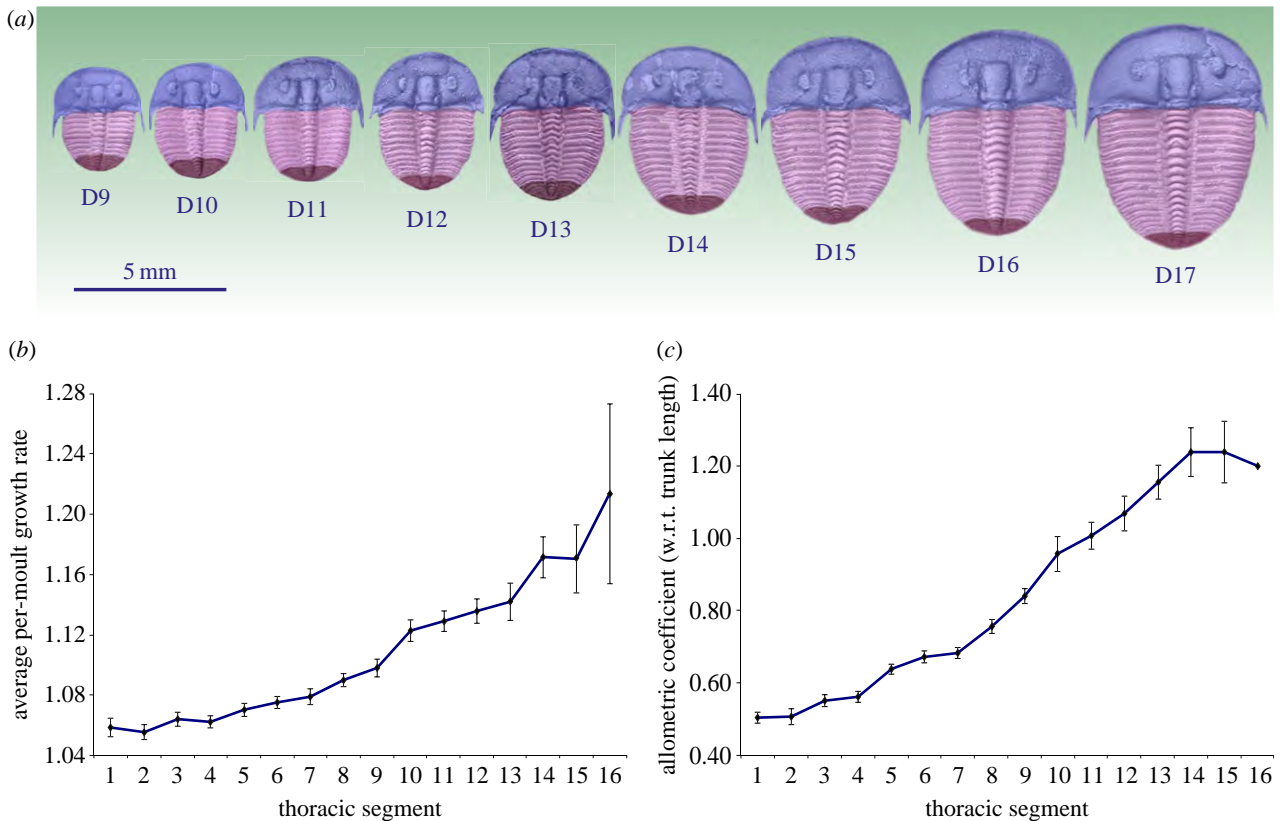 (a)
D9
D10
D11
D12
D13
D14
D15
D16
D17
5 mm
(b)
1.28
1.24
1.20
1.16
1.12
1.08
1.04
average per-moult growth rate
1 2 3 4 5 6 7 8 9 10 11 12 13 14 15 16
thoracic segment
(c)
1.40
1.20
1.00
0.80
0.60
0.40
allometric coefficient (w.r.t. trunk length)
1 2 3 4 5 6 7 8 9 10 11 12 13 14 15 16
thoracic segment